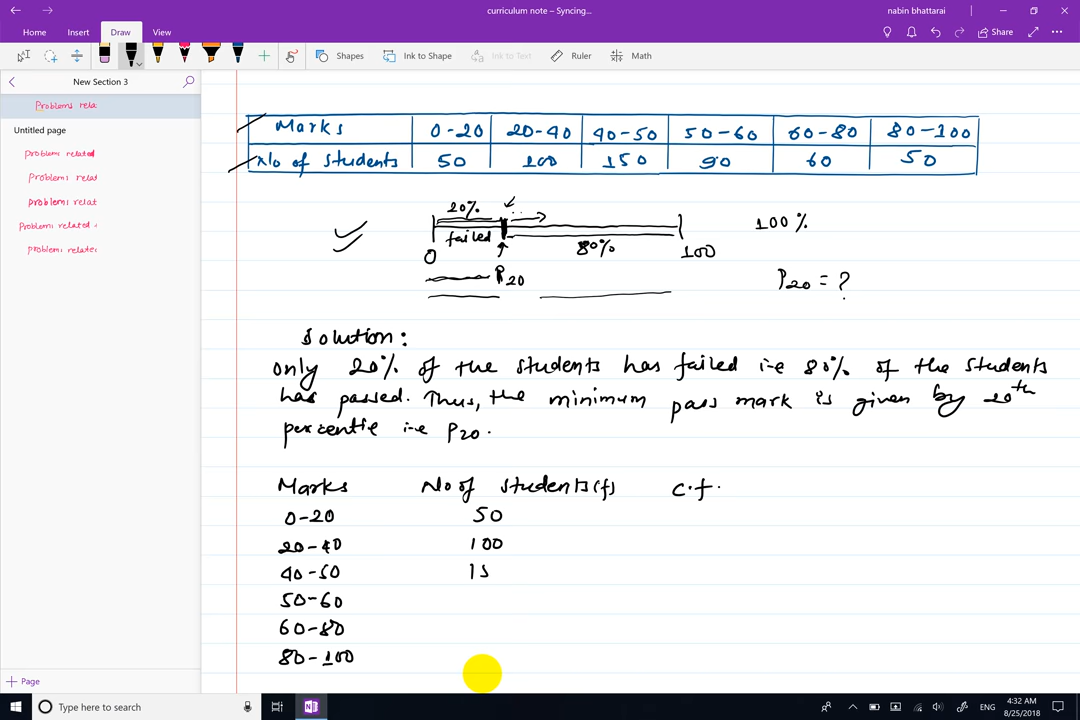 curriculum note – Syncing...
nabin bhattarai
Home Insert Draw View
Share
Shapes Ink to Shape Ink to Text Ruler Math
New Section 3
Problems rela
Untitled page
Problems related
Problems relat
Problems relat
Problems related
problems related
Marks 0-20 20-40 40-50 50-60 60-80 80-100
No of students 50 100 150 90 60 50
20%
100%
failed 80%
0 100
P20
P20 = ?
Solution:
Only 20% of the students has failed i.e 80% of the students
has passed. Thus, the minimum pass mark is given by 20th
percentie i.e P20.
Marks No of students(f) c.f.
0-20 50
20-40 100
40-50 15
50-60
60-80
80-100
Page
Type here to search
ENG
4:32 AM
8/25/2018